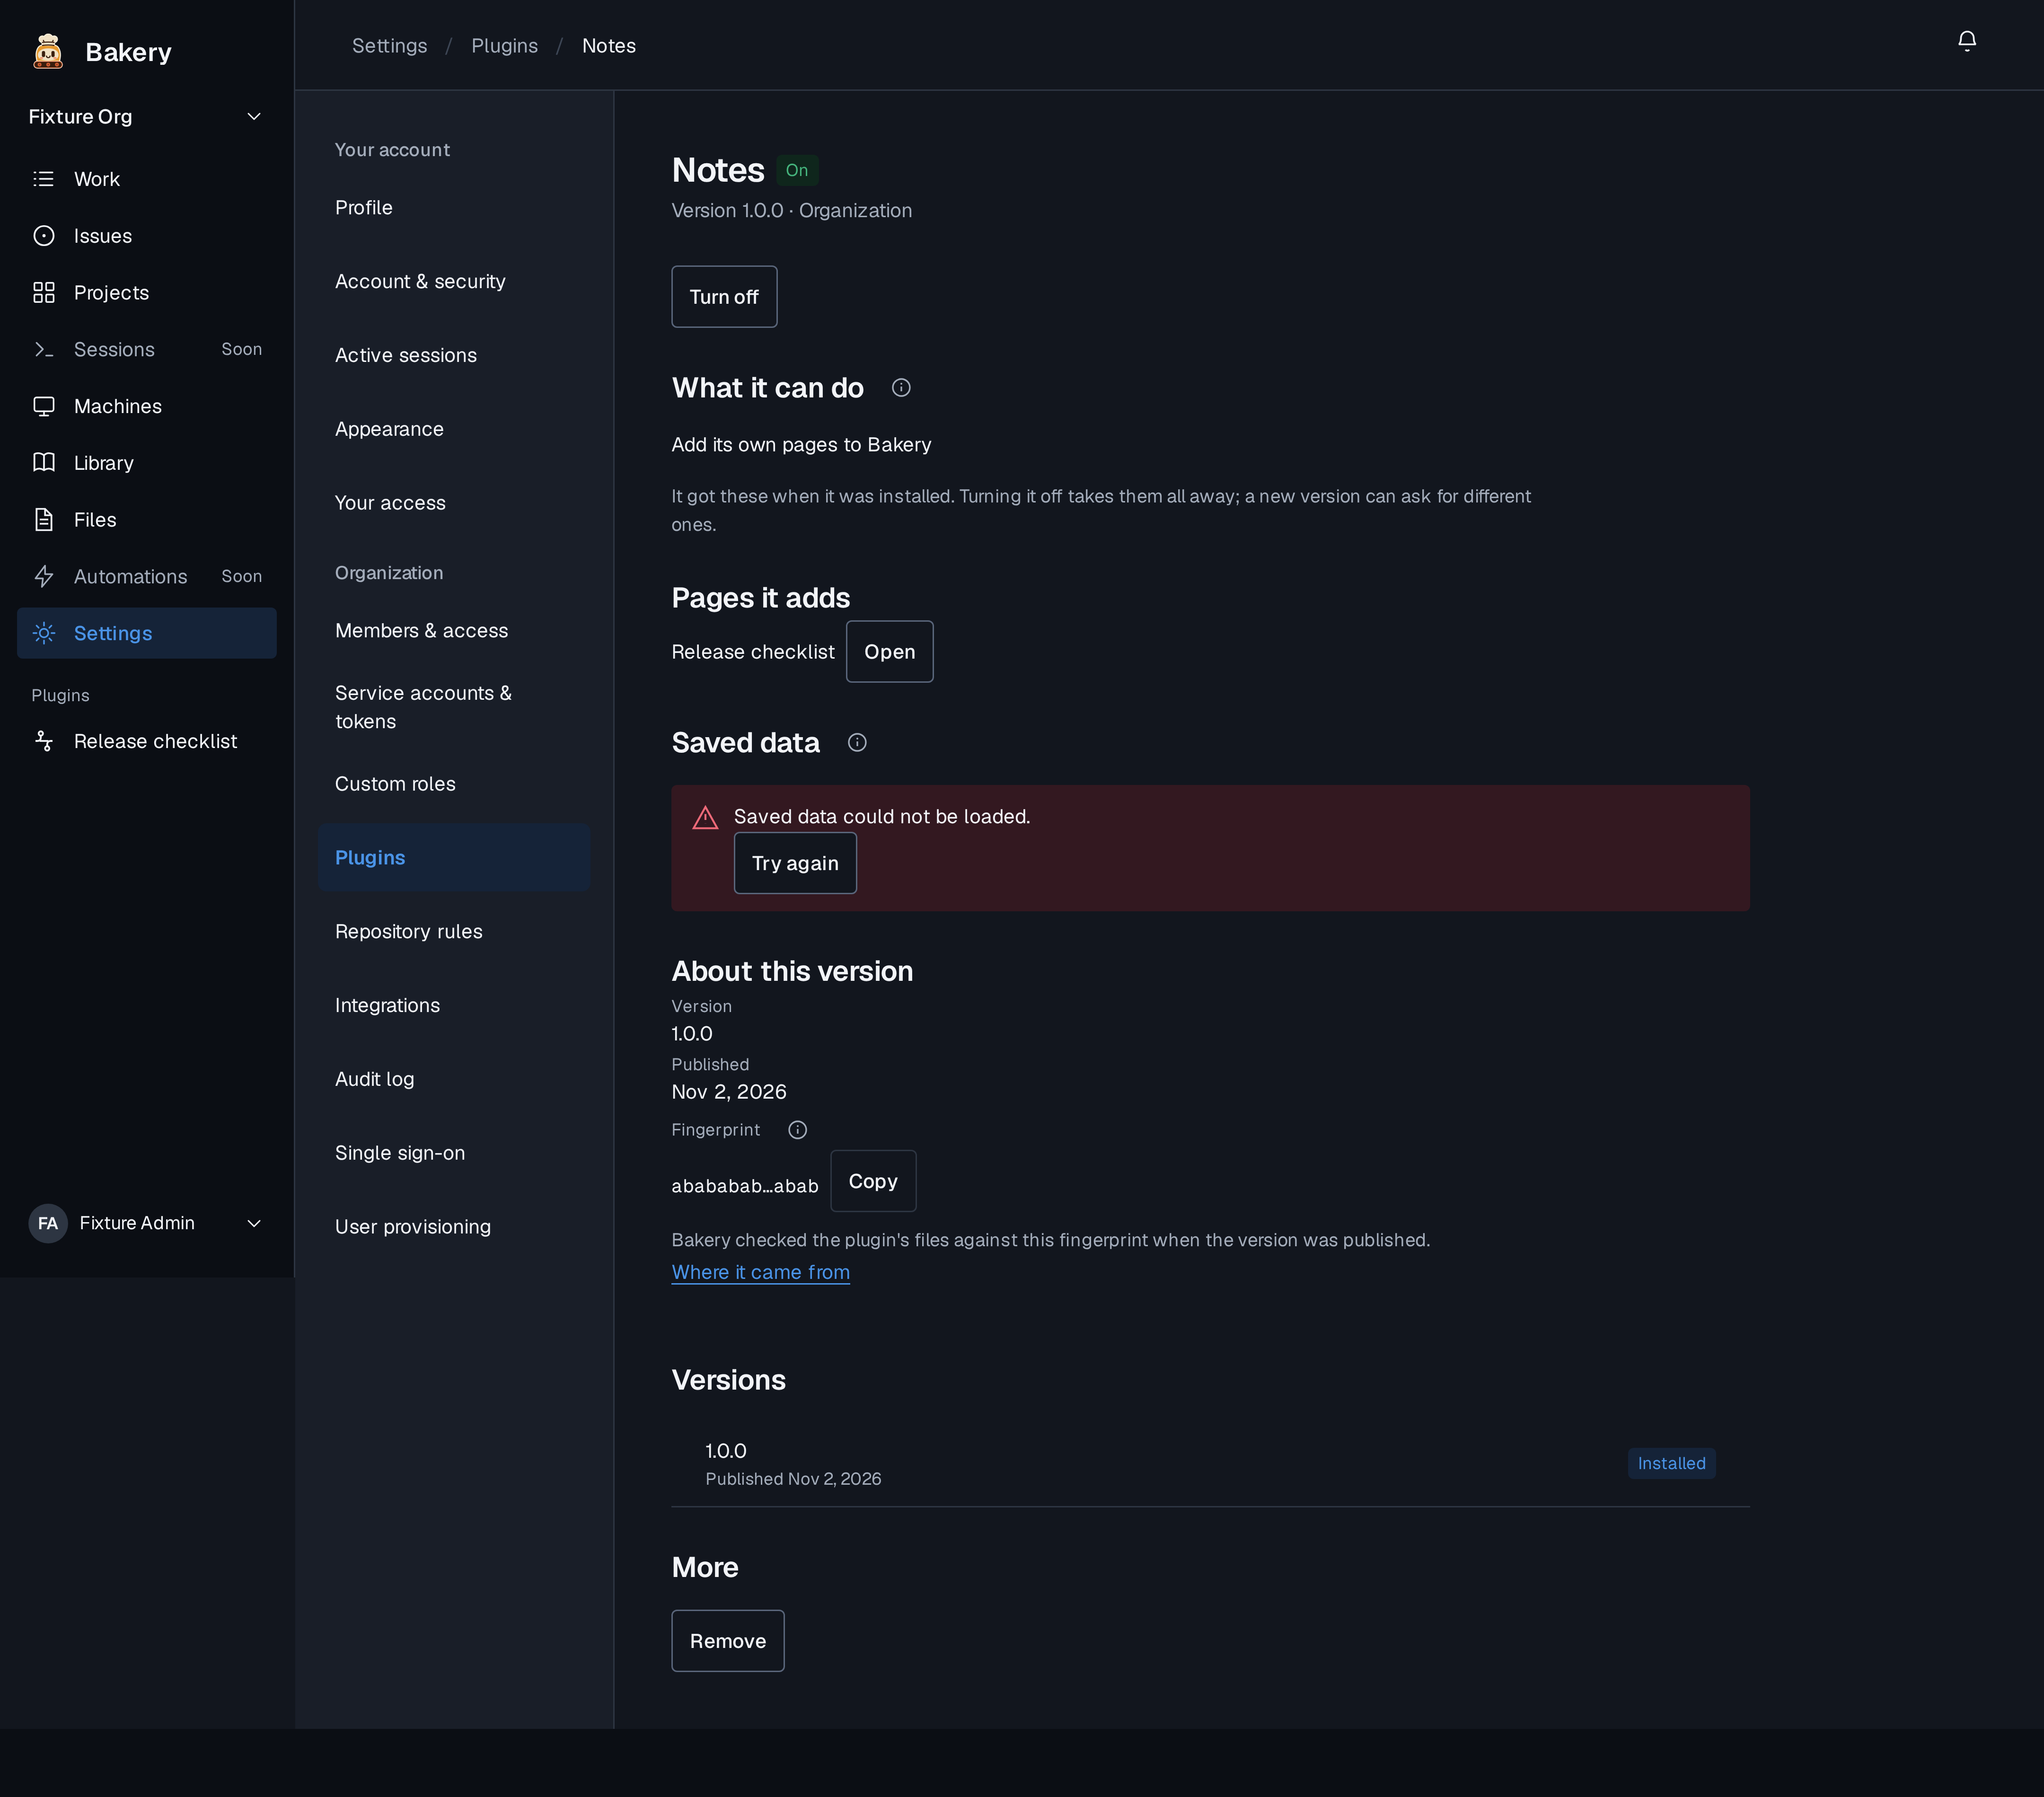 Bakery
Fixture Org
Work
Issues
Projects
Sessions Soon
Machines
Library
Files
Automations Soon
Settings
Plugins
Release checklist
FA Fixture Admin
Settings / Plugins / Notes
Your account
Profile
Account & security
Active sessions
Appearance
Your access
Organization
Members & access
Service accounts &
tokens
Custom roles
Plugins
Repository rules
Integrations
Audit log
Single sign-on
User provisioning
Notes On
Version 1.0.0 · Organization
Turn off
What it can do
Add its own pages to Bakery
It got these when it was installed. Turning it off takes them all away; a new version can ask for different
ones.
Pages it adds
Release checklist Open
Saved data
Saved data could not be loaded.
Try again
About this version
Version
1.0.0
Published
Nov 2, 2026
Fingerprint
abababab…abab Copy
Bakery checked the plugin's files against this fingerprint when the version was published.
Where it came from
Versions
1.0.0
Published Nov 2, 2026
Installed
More
Remove